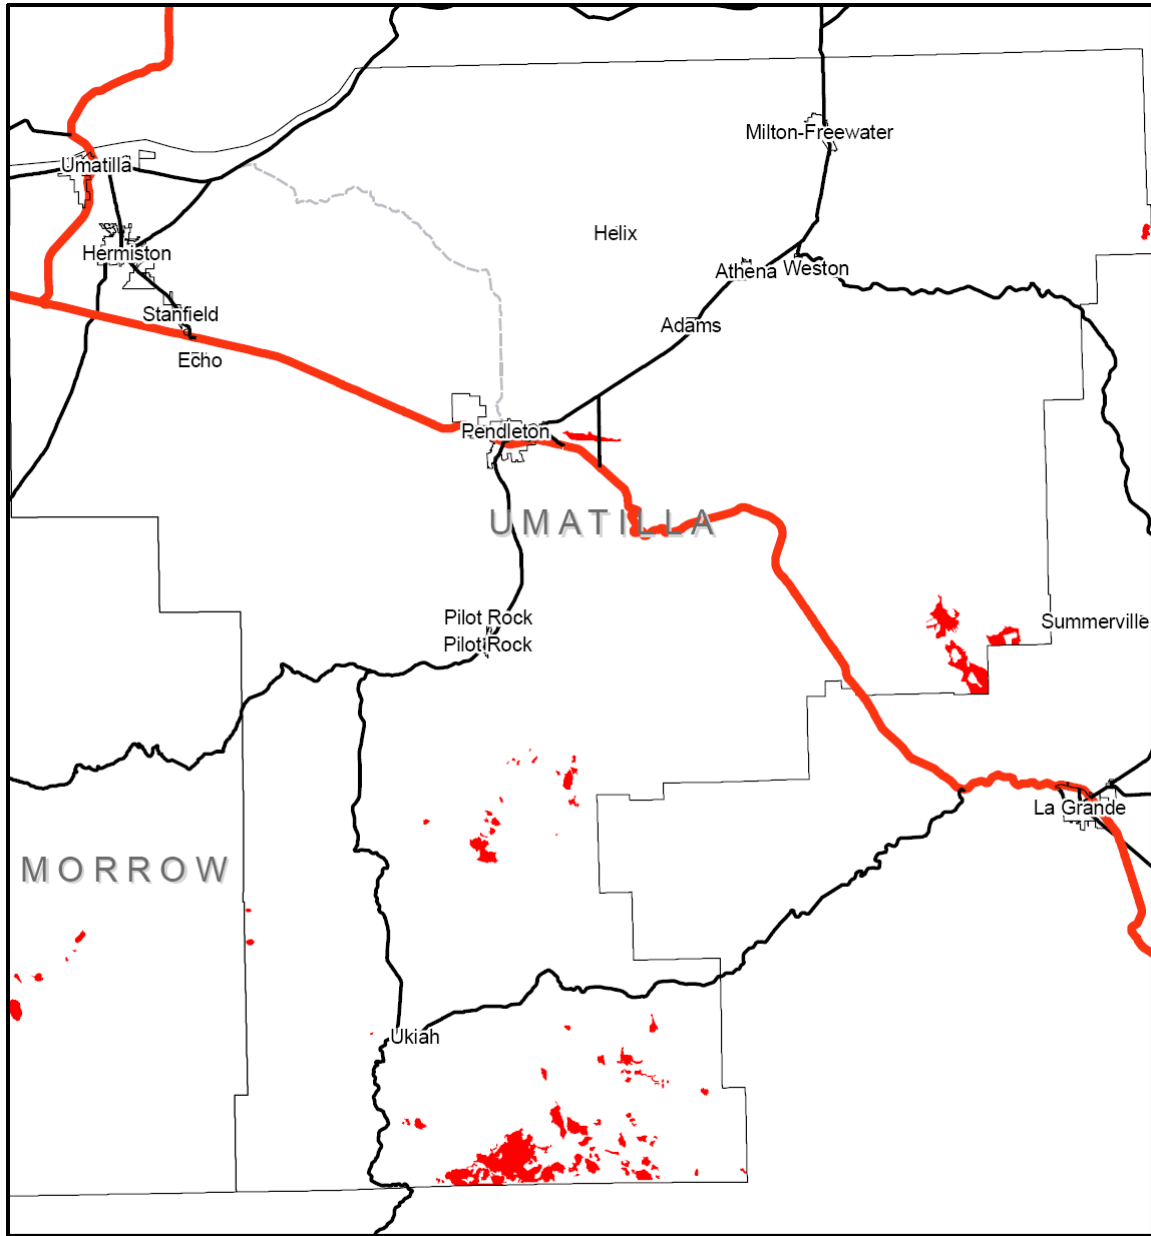 Milton-Freewater
Umatilla
Helix
Hermiston
Athena
Weston
Stanfield
Adams
Echo
Pendleton
UMATILLA
Pilot Rock
Summerville
Pilot Rock
La Grande
MORROW
Ukiah